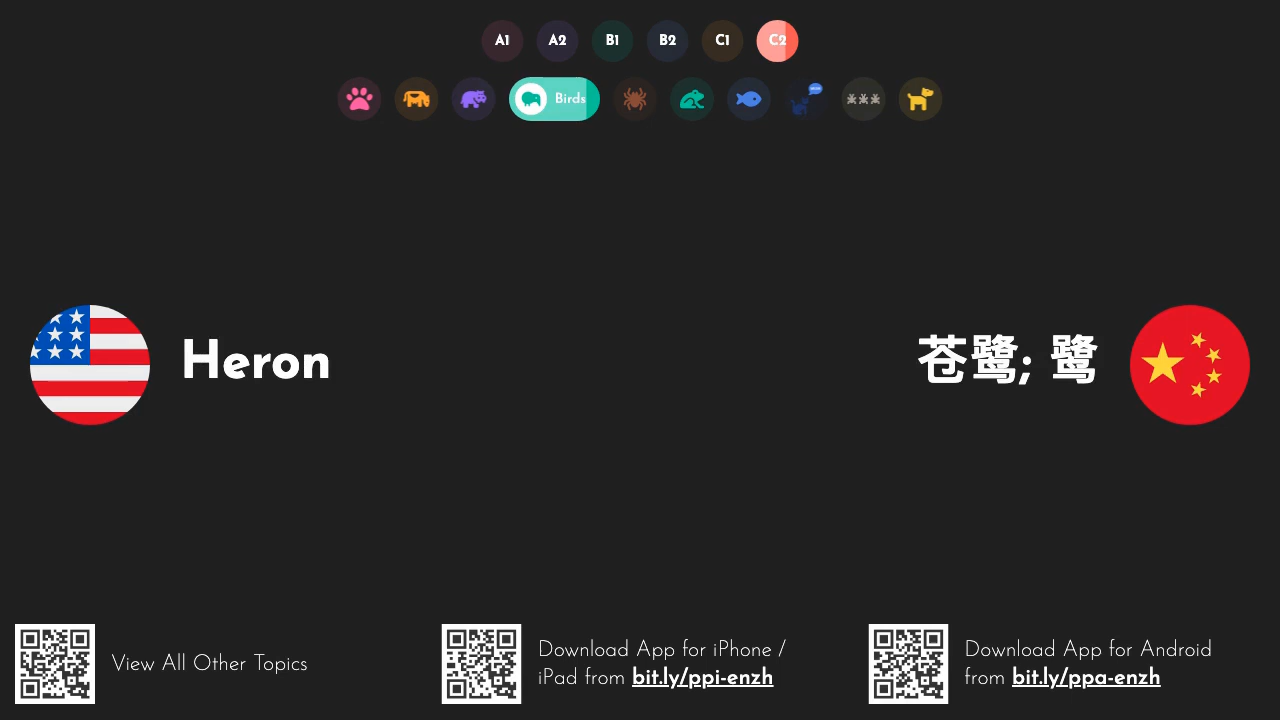 A1 A2 B1 B2 C1 C2
Birds
Heron
苍鹭; 鹭
View All Other Topics
Download App for iPhone /
iPad from bit.ly/ppi-enzh
Download App for Android
from bit.ly/ppa-enzh